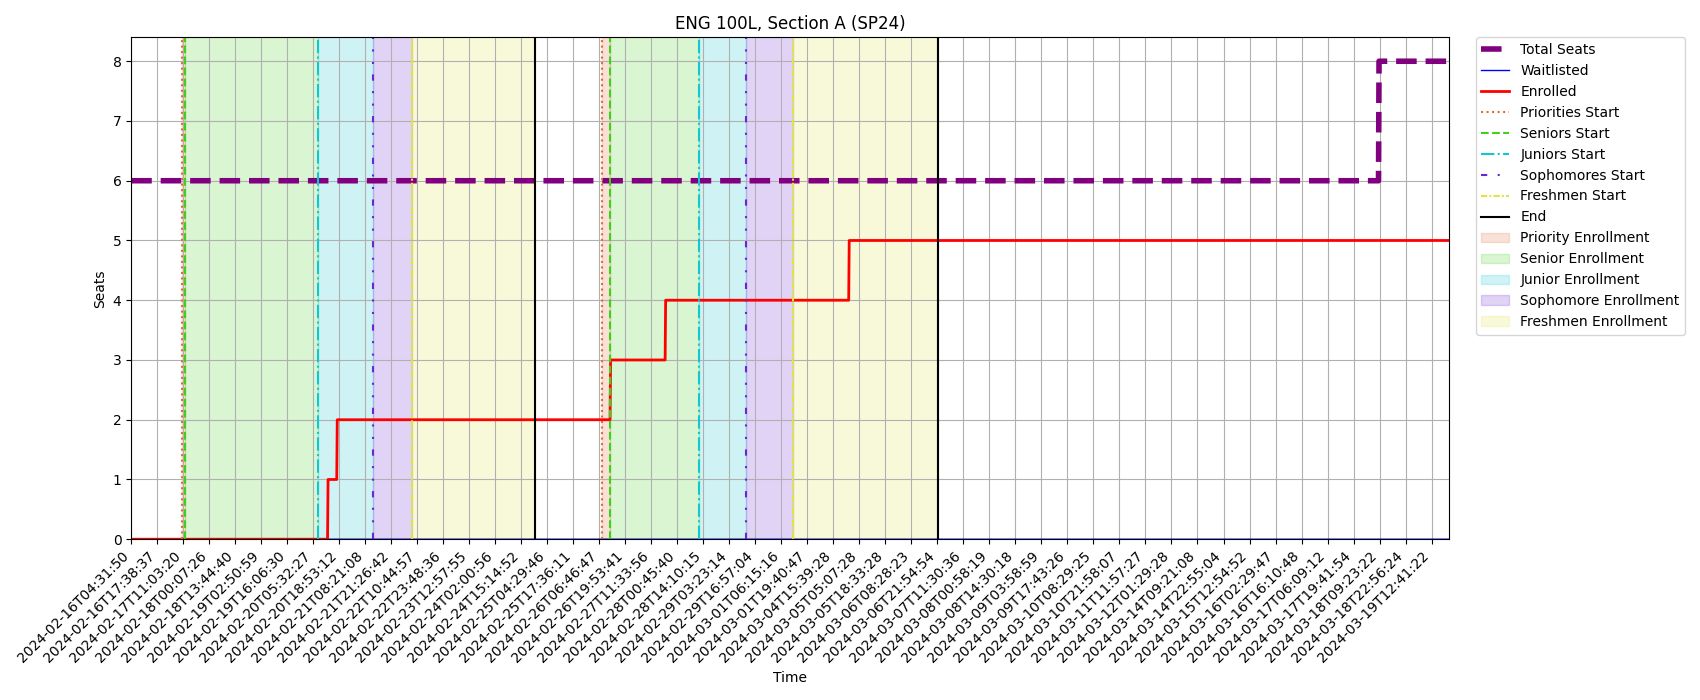 ENG 100L, Section A (SP24)
Seats
8
7
6
5
4
3
2
1
0
2024-02-16T04:31:50
2024-02-16T17:38:37
2024-02-17T11:03:20
2024-02-18T00:07:26
2024-02-18T13:44:40
2024-02-19T02:50:59
2024-02-19T16:06:30
2024-02-20T05:32:27
2024-02-20T18:53:12
2024-02-21T08:21:08
2024-02-21T21:26:42
2024-02-22T10:44:57
2024-02-22T23:48:36
2024-02-23T12:57:55
2024-02-24T02:00:56
2024-02-24T15:14:52
2024-02-25T04:29:46
2024-02-25T17:36:11
2024-02-26T06:46:47
2024-02-26T19:53:41
2024-02-27T11:33:56
2024-02-28T00:45:40
2024-02-28T14:10:15
2024-02-29T03:23:14
2024-02-29T16:57:04
2024-03-01T06:15:16
2024-03-01T19:40:47
2024-03-04T15:39:28
2024-03-05T05:07:28
2024-03-05T18:33:28
2024-03-06T08:28:23
2024-03-06T21:54:54
2024-03-07T11:30:36
2024-03-08T00:58:19
2024-03-08T14:30:18
2024-03-09T03:58:59
2024-03-09T17:43:26
2024-03-10T08:29:25
2024-03-10T21:58:07
2024-03-11T11:57:27
2024-03-12T01:29:28
2024-03-14T09:21:08
2024-03-14T22:55:04
2024-03-15T12:54:52
2024-03-16T02:29:47
2024-03-16T16:10:48
2024-03-17T06:09:12
2024-03-17T19:41:54
2024-03-18T09:23:22
2024-03-18T22:56:24
2024-03-19T12:41:22
Time
Total Seats
Waitlisted
Enrolled
Priorities Start
Seniors Start
Juniors Start
Sophomores Start
Freshmen Start
End
Priority Enrollment
Senior Enrollment
Junior Enrollment
Sophomore Enrollment
Freshmen Enrollment